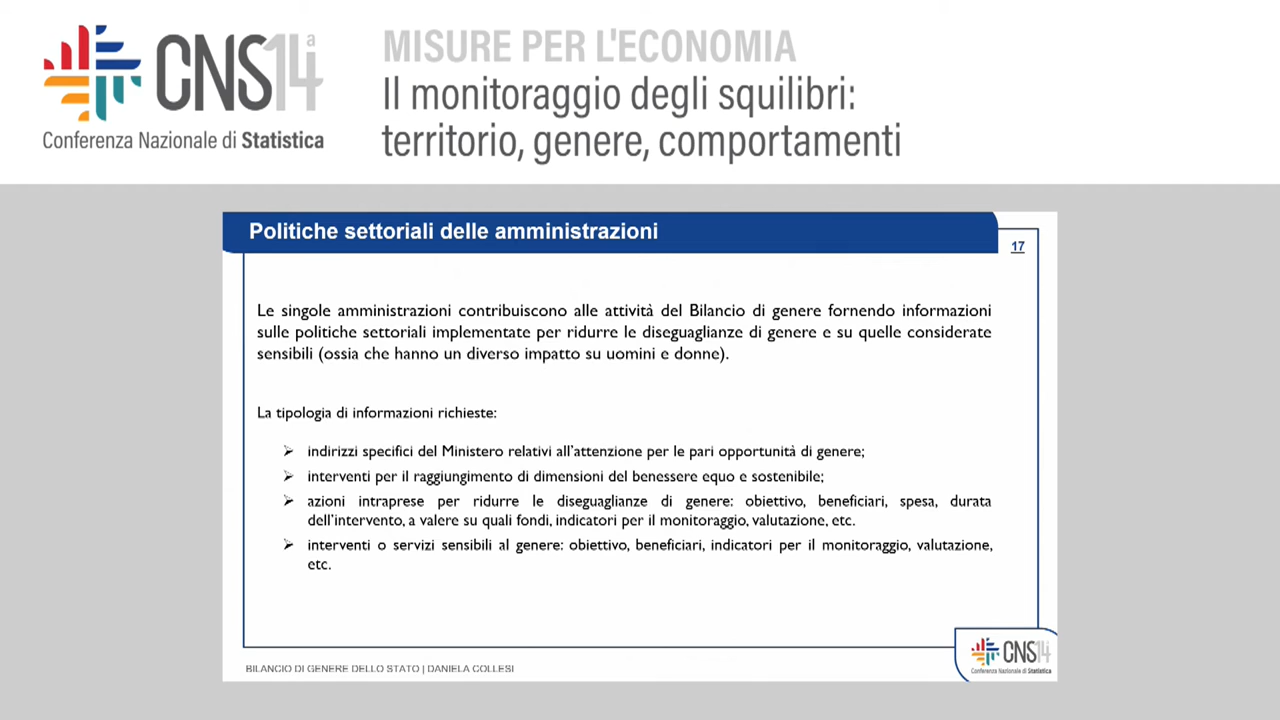 CNS14a
Conferenza Nazionale di Statistica
MISURE PER L'ECONOMIA
Il monitoraggio degli squilibri:
territorio, genere, comportamenti
Politiche settoriali delle amministrazioni
17
Le singole amministrazioni contribuiscono alle attività del Bilancio di genere fornendo informazioni
sulle politiche settoriali implementate per ridurre le diseguaglianze di genere e su quelle considerate
sensibili (ossia che hanno un diverso impatto su uomini e donne).
La tipologia di informazioni richieste:
indirizzi specifici del Ministero relativi all'attenzione per le pari opportunità di genere;
interventi per il raggiungimento di dimensioni del benessere equo e sostenibile;
azioni intraprese per ridurre le diseguaglianze di genere: obiettivo, beneficiari, spesa, durata
dell'intervento, a valere su quali fondi, indicatori per il monitoraggio, valutazione, etc.
interventi o servizi sensibili al genere: obiettivo, beneficiari, indicatori per il monitoraggio, valutazione,
etc.
BILANCIO DI GENERE DELLO STATO | DANIELA COLLESI
CNS14a
Conferenza Nazionale di Statistica